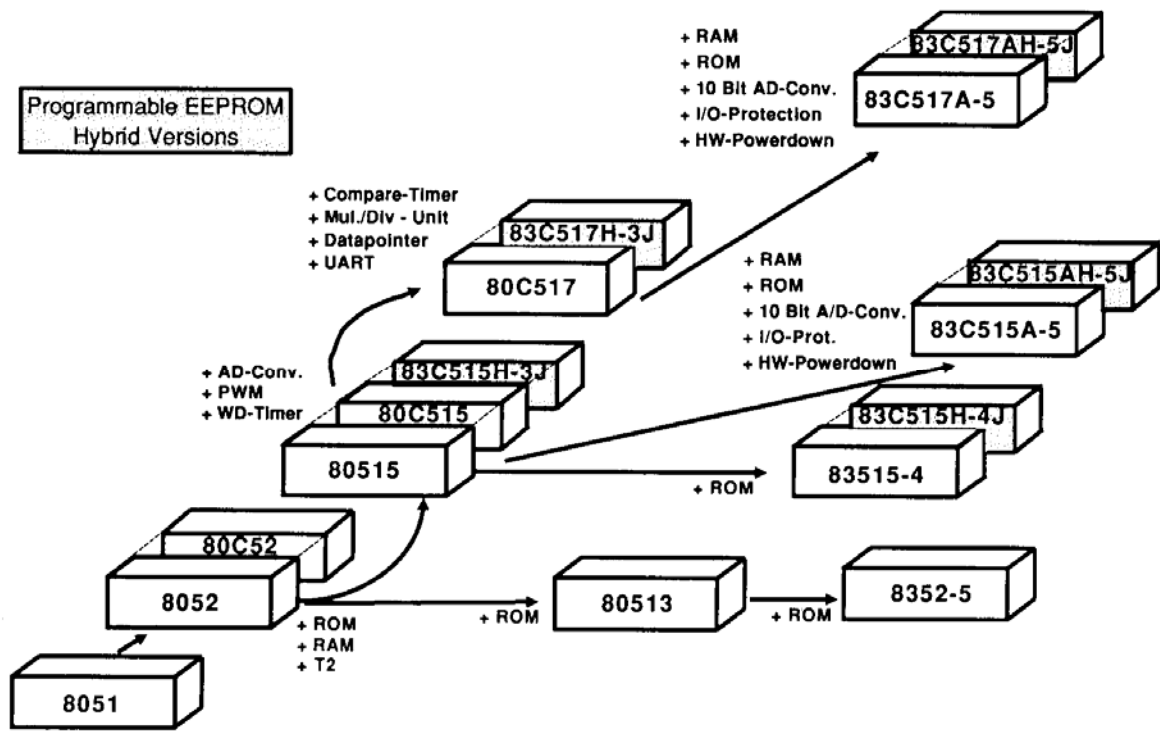 + RAM
+ ROM
+ 10 Bit AD-Conv.
+ I/O-Protection
+ HW-Powerdown
83C517AH-5J
83C517A-5
Programmable EEPROM
Hybrid Versions
+ Compare-Timer
+ Mul./Div - Unit
+ Datapointer
+ UART
83C517H-3J
80C517
+ RAM
+ ROM
+ 10 Bit A/D-Conv.
+ I/O-Prot.
+ HW-Powerdown
83C515AH-5J
83C515A-5
+ AD-Conv.
+ PWM
+ WD-Timer
83C515H-3J
80C515
80515
+ ROM
83C515H-4J
83515-4
80C52
8052
+ ROM
+ RAM
+ T2
+ ROM
80513
+ ROM
8352-5
8051